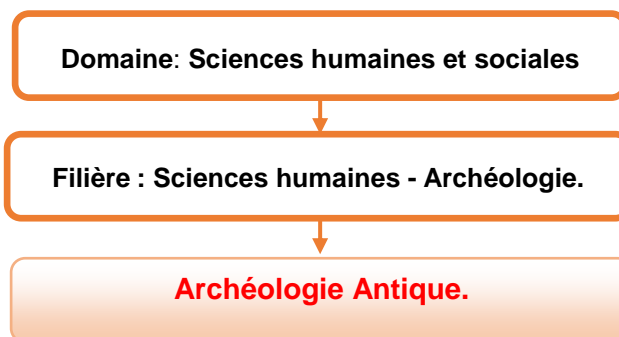 Domaine: Sciences humaines et sociales
Filière : Sciences humaines - Archéologie.
Archéologie Antique.